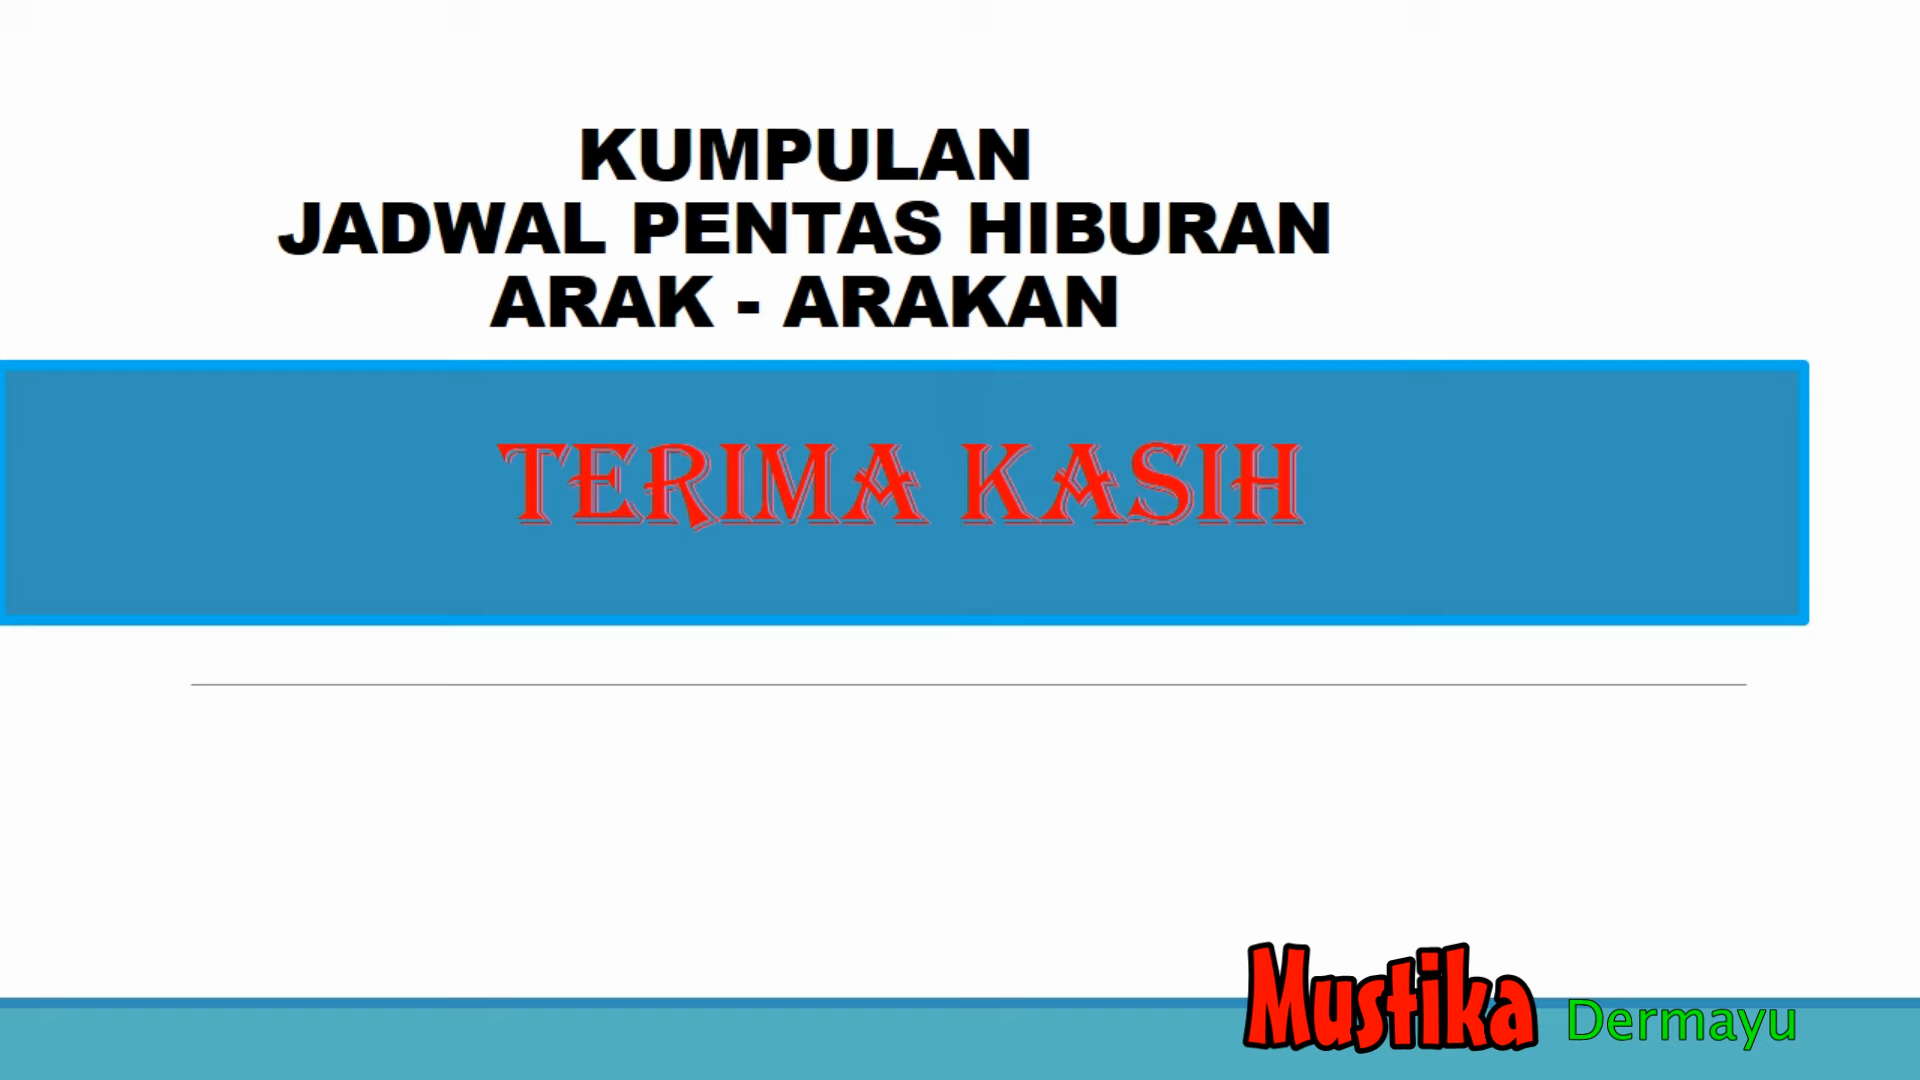 KUMPULAN
JADWAL PENTAS HIBURAN
ARAK - ARAKAN
TERIMA KASIH
Mustika Dermayu